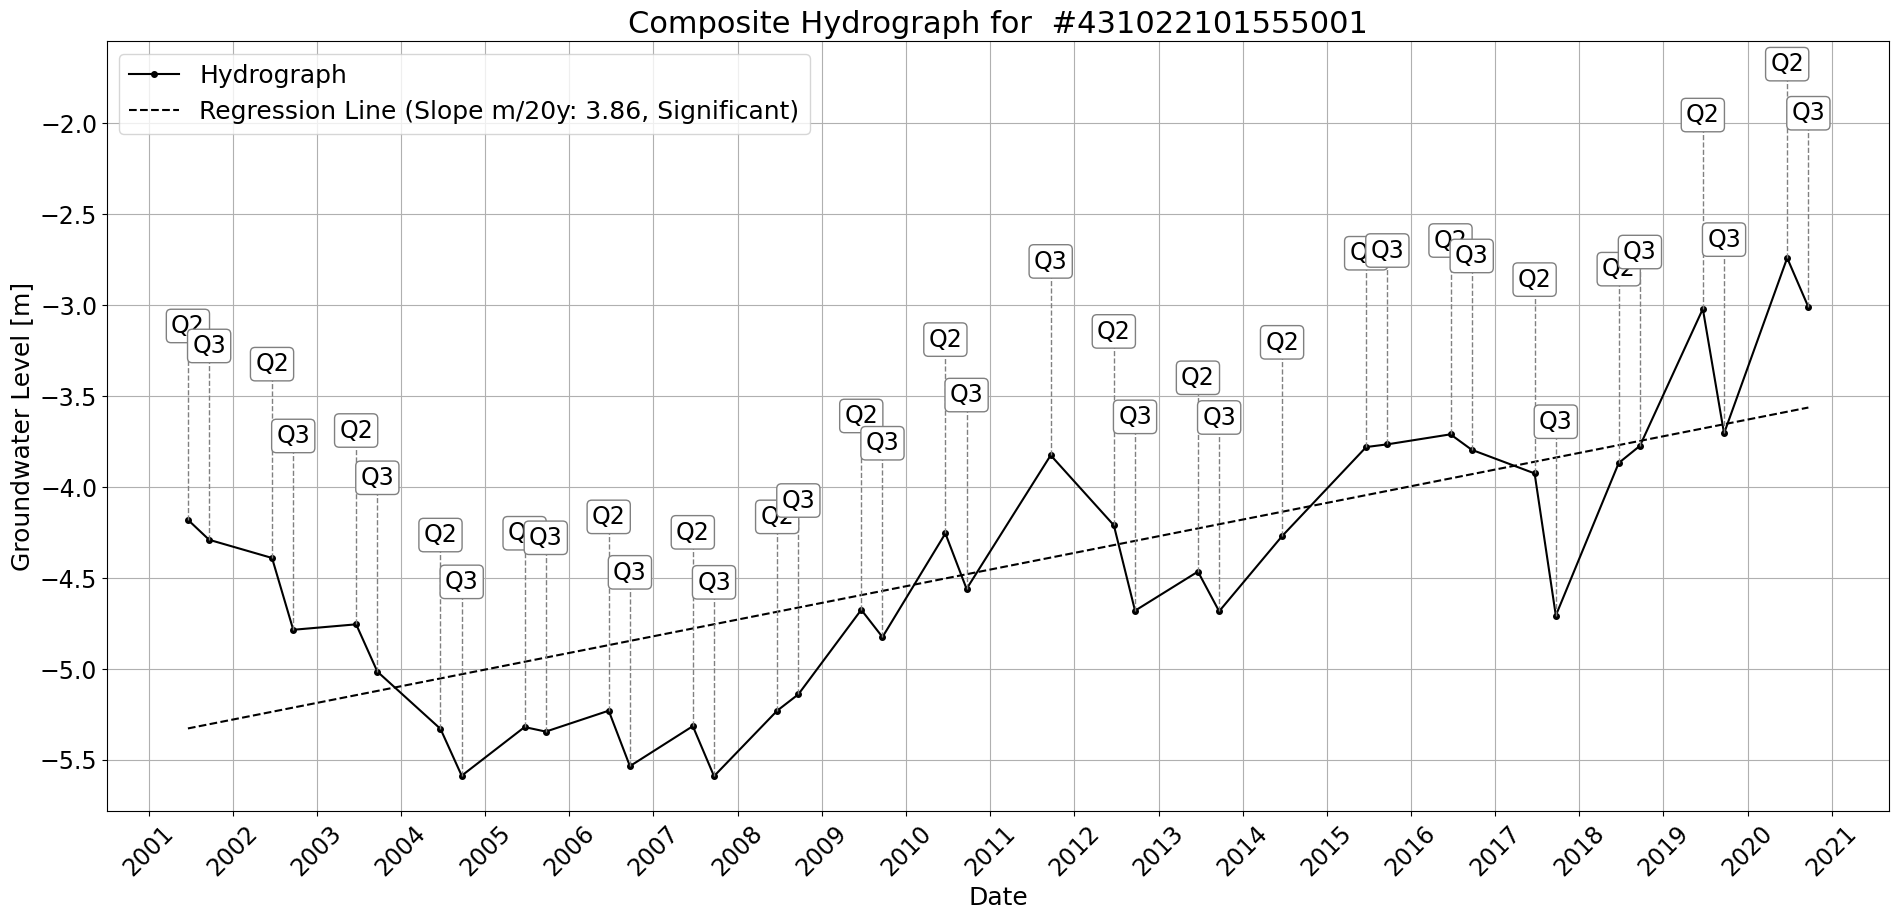 Composite Hydrograph for #431022101555001
Hydrograph
Regression Line (Slope m/20y: 3.86, Significant)
Groundwater Level [m]
−2.0
−2.5
−3.0
−3.5
−4.0
−4.5
−5.0
−5.5
Q2
Q3
Q2
Q3
Q2
Q3
Q2
Q3
Q
Q3
Q2
Q3
Q2
Q3
Q2
Q3
Q2
Q3
Q2
Q3
Q3
Q2
Q3
Q2
Q3
Q2
Q
Q3
Q2
Q3
Q2
Q3
Q2
Q3
Q2
Q3
Q2
Q3
2001
2002
2003
2004
2005
2006
2007
2008
2009
2010
2011
2012
2013
2014
2015
2016
2017
2018
2019
2020
2021
Date